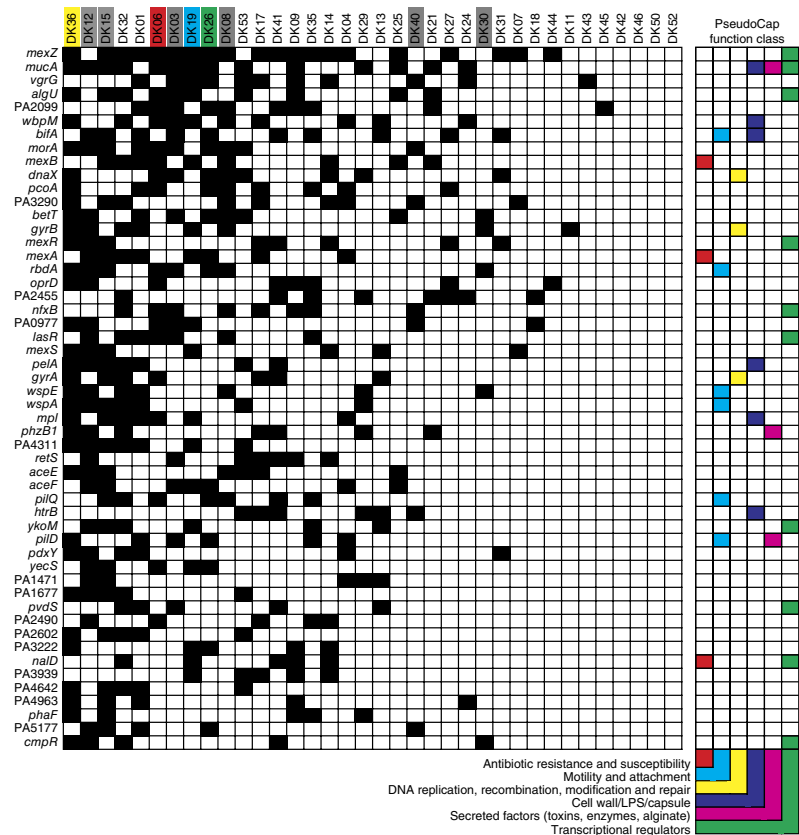 DK36 DK12 DK15 DK32 DK01 DK06 DK03 DK19 DK26 DK08 DK53 DK17 DK41 DK09 DK35 DK14 DK04 DK29 DK13 DK25 DK40 DK21 DK27 DK24 DK30 DK31 DK07 DK18 DK44 DK11 DK43 DK45 DK42 DK46 DK50 DK52
PseudoCap
function class
mexZ
mucA
vgrG
algU
PA2099
wbpM
bifA
morA
mexB
dnaX
pcoA
PA3290
betT
gyrB
mexR
mexA
rbdA
oprD
PA2455
nfxB
PA0977
lasR
mexS
pelA
gyrA
wspE
wspA
mpl
phzB1
PA4311
retS
aceE
aceF
pilQ
htrB
ykoM
pilD
pdxY
yecS
PA1471
PA1677
pvdS
PA2490
PA2602
PA3222
nalD
PA3939
PA4642
PA4963
phaF
PA5177
cmpR
Antibiotic resistance and susceptibility
Motility and attachment
DNA replication, recombination, modification and repair
Cell wall/LPS/capsule
Secreted factors (toxins, enzymes, alginate)
Transcriptional regulators